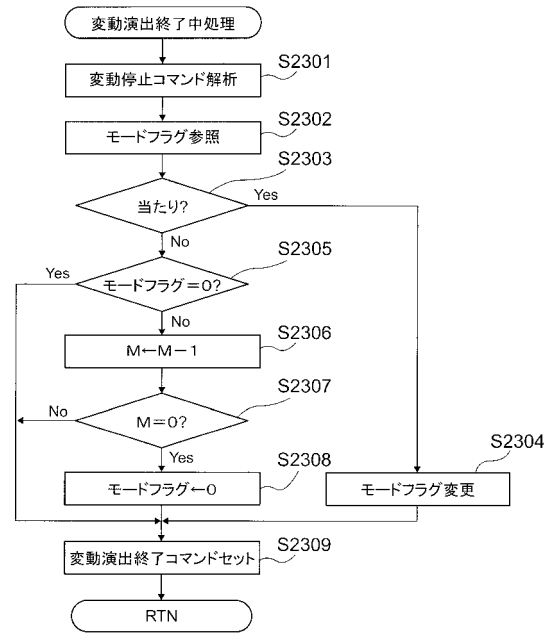 変動演出終了中処理
S2301
変動停止コマンド解析
S2302
モードフラグ参照
S2303
当たり?
Yes
No
S2305
モードフラグ=0?
Yes
No
S2306
M←M-1
S2307
M=0?
No
Yes
S2308
モードフラグ←0
S2304
モードフラグ変更
S2309
変動演出終了コマンドセット
RTN